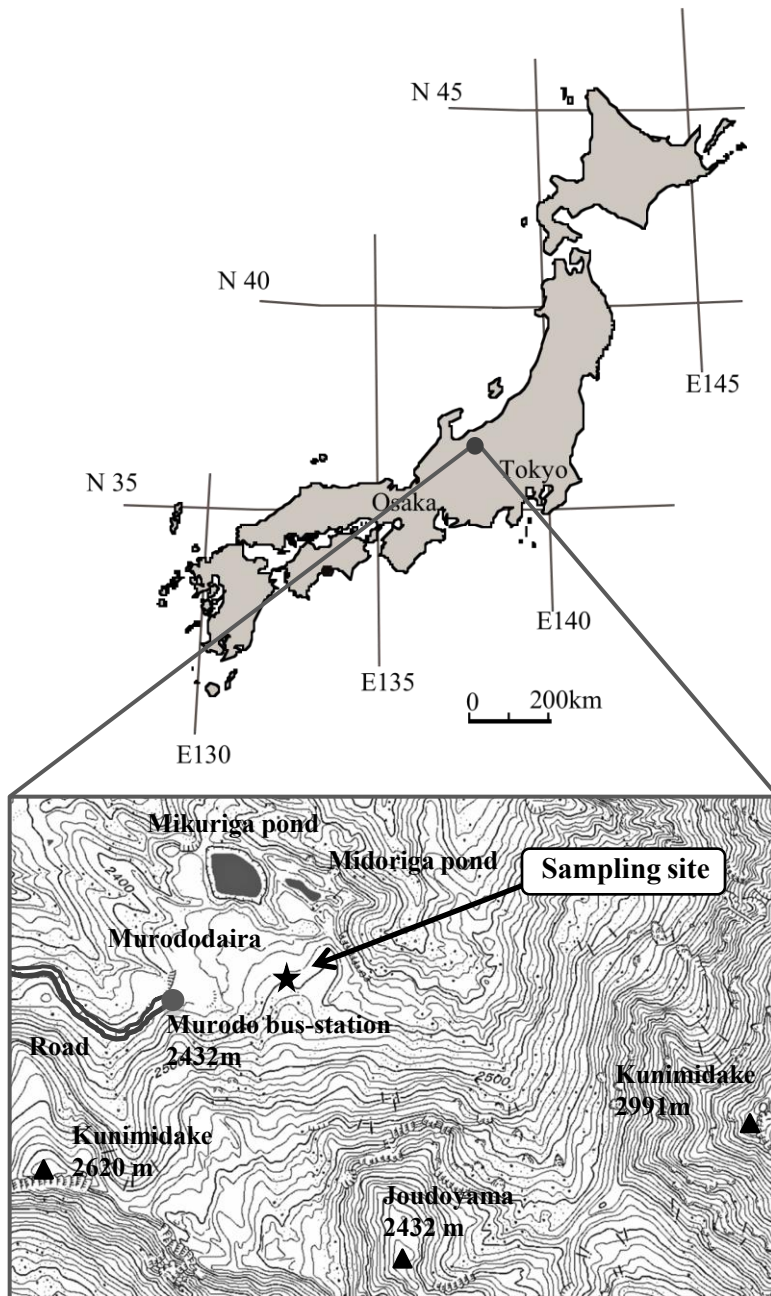 N 45
N 40
E145
N 35
Tokyo
Osaka
E140
E135
0 200km
E130
Mikuriga pond
Midoriga pond
Sampling site
2400
Murododaira
Murodo bus-station
2432m
Road
2500
2500
Kunimidake
2991m
Kunimidake
2620 m
Joudoyama
2432 m